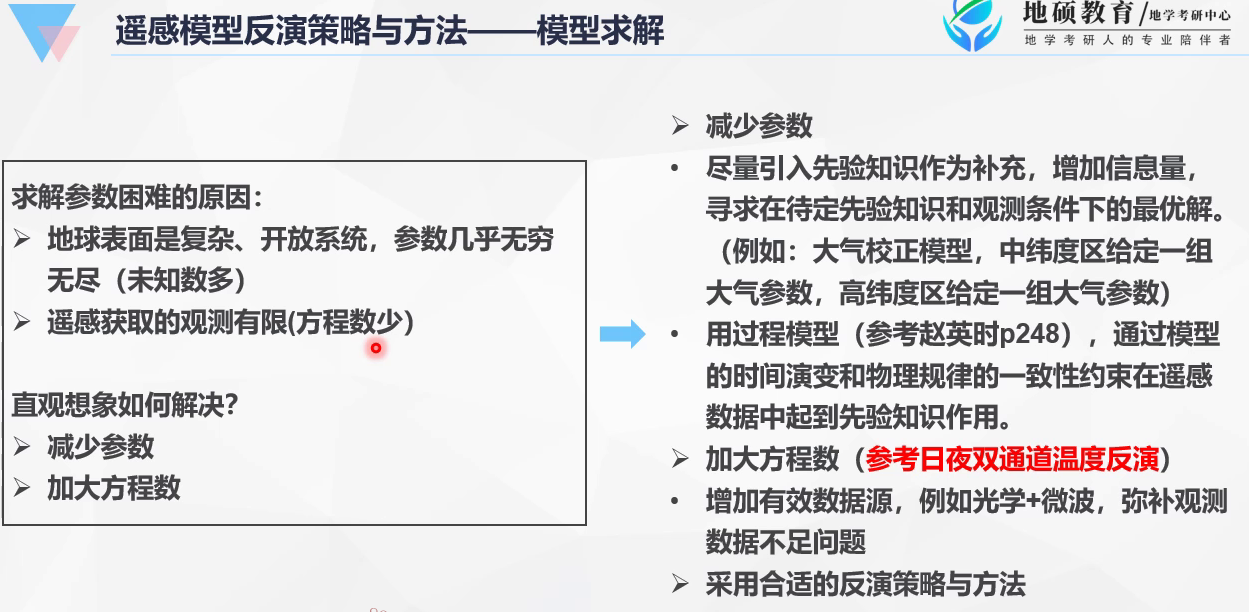 遥感模型反演策略与方法——模型求解
地硕教育/地学考研中心
地学考研人的专业陪伴者
求解参数困难的原因：
➢ 地球表面是复杂、开放系统，参数几乎无穷
无尽（未知数多）
➢ 遥感获取的观测有限(方程数少）
直观想象如何解决？
➢ 减少参数
➢ 加大方程数
➢ 减少参数
• 尽量引入先验知识作为补充，增加信息量，
寻求在待定先验知识和观测条件下的最优解。
（例如：大气校正模型，中纬度区给定一组
大气参数，高纬度区给定一组大气参数）
• 用过程模型（参考赵英时p248），通过模型
的时间演变和物理规律的一致性约束在遥感
数据中起到先验知识作用。
➢ 加大方程数（参考日夜双通道温度反演）
• 增加有效数据源，例如光学+微波，弥补观测
数据不足问题
➢ 采用合适的反演策略与方法